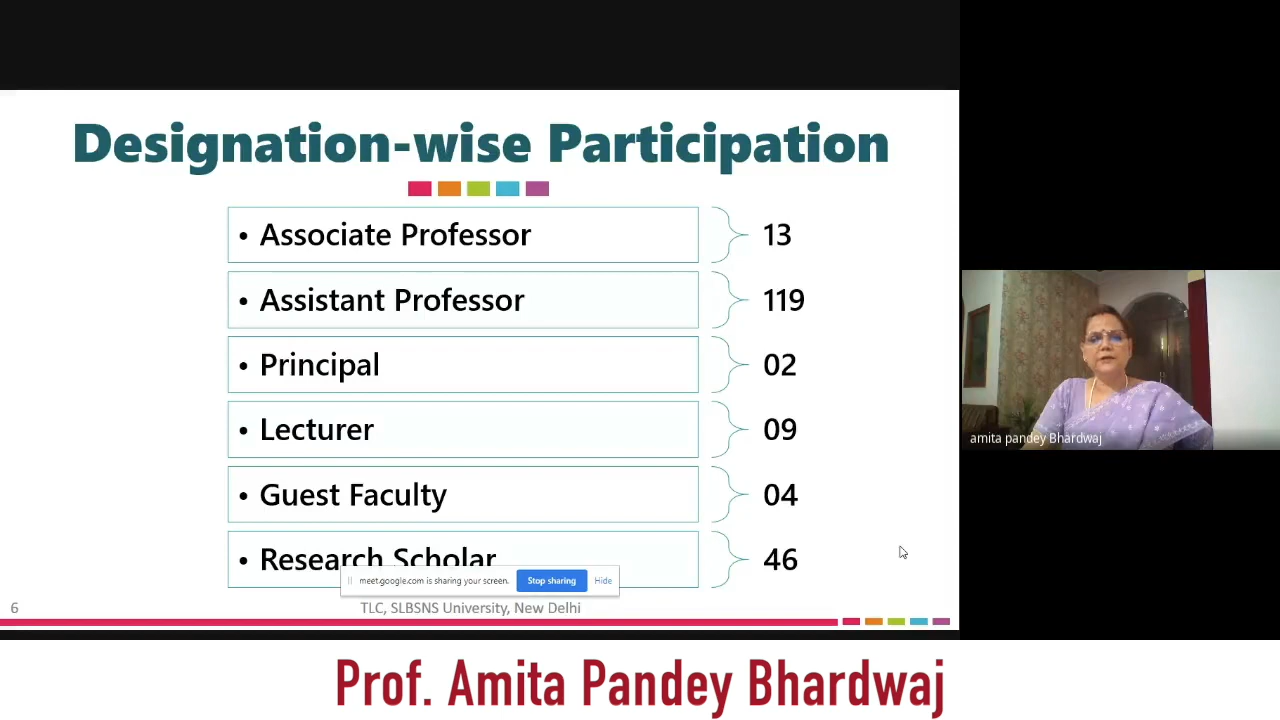 Designation-wise Participation
• Associate Professor 13
• Assistant Professor 119
• Principal 02
• Lecturer 09
• Guest Faculty 04
• Research Scholar 46
meet.google.com is sharing your screen. Stop sharing Hide
6 TLC, SLBSNS University, New Delhi
amita pandey Bhardwaj
Prof. Amita Pandey Bhardwaj